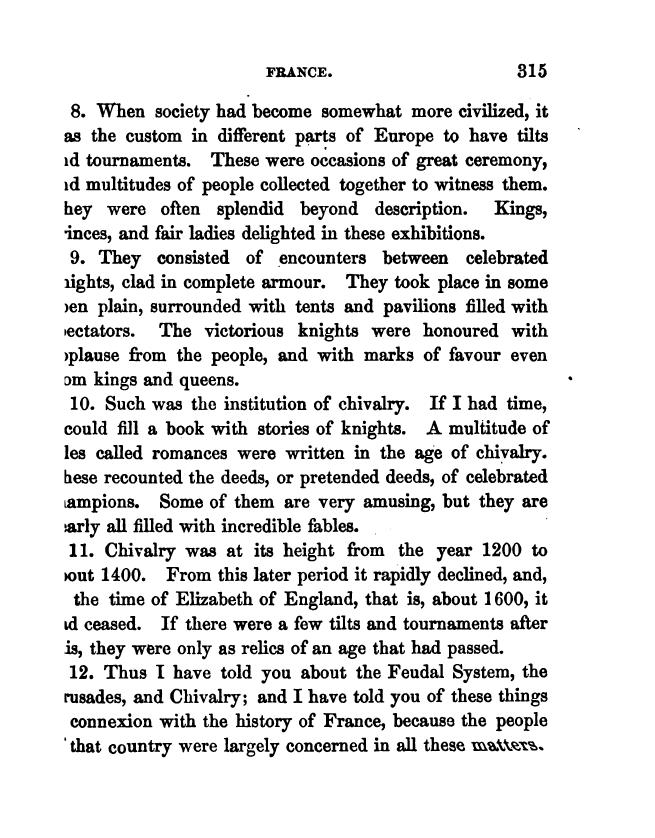 FRANCE. 315
8. When society had become somewhat more civilized, it
as the custom in different parts of Europe to have tilts
d tournaments. These were occasions of great ceremony,
d multitudes of people collected together to witness them.
hey were often splendid beyond description. Kings,
inces, and fair ladies delighted in these exhibitions.
9. They consisted of encounters between celebrated
ights, clad in complete armour. They took place in some
en plain, surrounded with tents and pavilions filled with
ectators. The victorious knights were honoured with
plause from the people, and with marks of favour even
om kings and queens.
10. Such was the institution of chivalry. If I had time,
could fill a book with stories of knights. A multitude of
les called romances were written in the age of chivalry.
hese recounted the deeds, or pretended deeds, of celebrated
ampions. Some of them are very amusing, but they are
arly all filled with incredible fables.
11. Chivalry was at its height from the year 1200 to
out 1400. From this later period it rapidly declined, and,
the time of Elizabeth of England, that is, about 1600, it
d ceased. If there were a few tilts and tournaments after
is, they were only as relics of an age that had passed.
12. Thus I have told you about the Feudal System, the
rusades, and Chivalry; and I have told you of these things
connexion with the history of France, because the people
that country were largely concerned in all these matters.